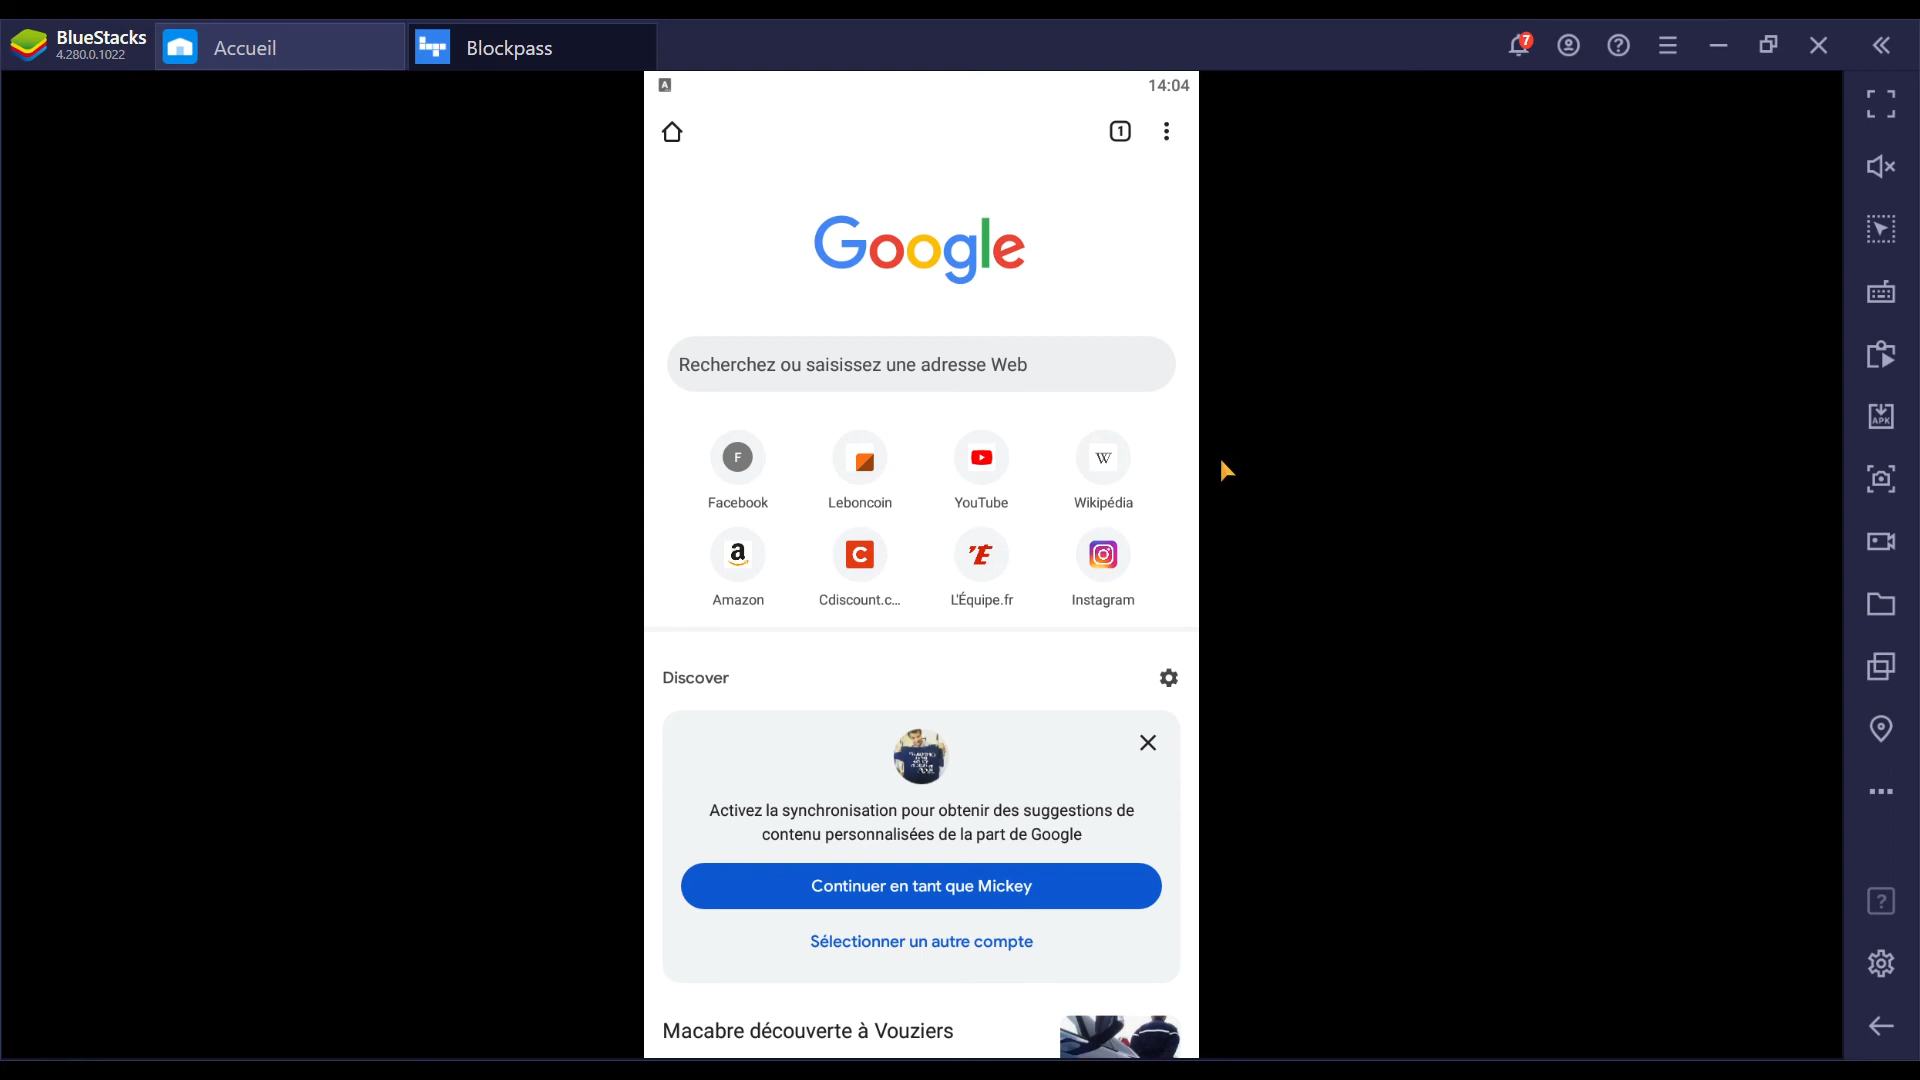 BlueStacks
4.280.0.1022
Accueil
Blockpass
7
14:04
1
Google
Recherchez ou saisissez une adresse Web
F
W
Facebook
Leboncoin
YouTube
Wikipédia
Amazon
Cdiscount.c...
L'Équipe.fr
Instagram
Discover
Activez la synchronisation pour obtenir des suggestions de
contenu personnalisées de la part de Google
Continuer en tant que Mickey
Sélectionner un autre compte
Macabre découverte à Vouziers
APK